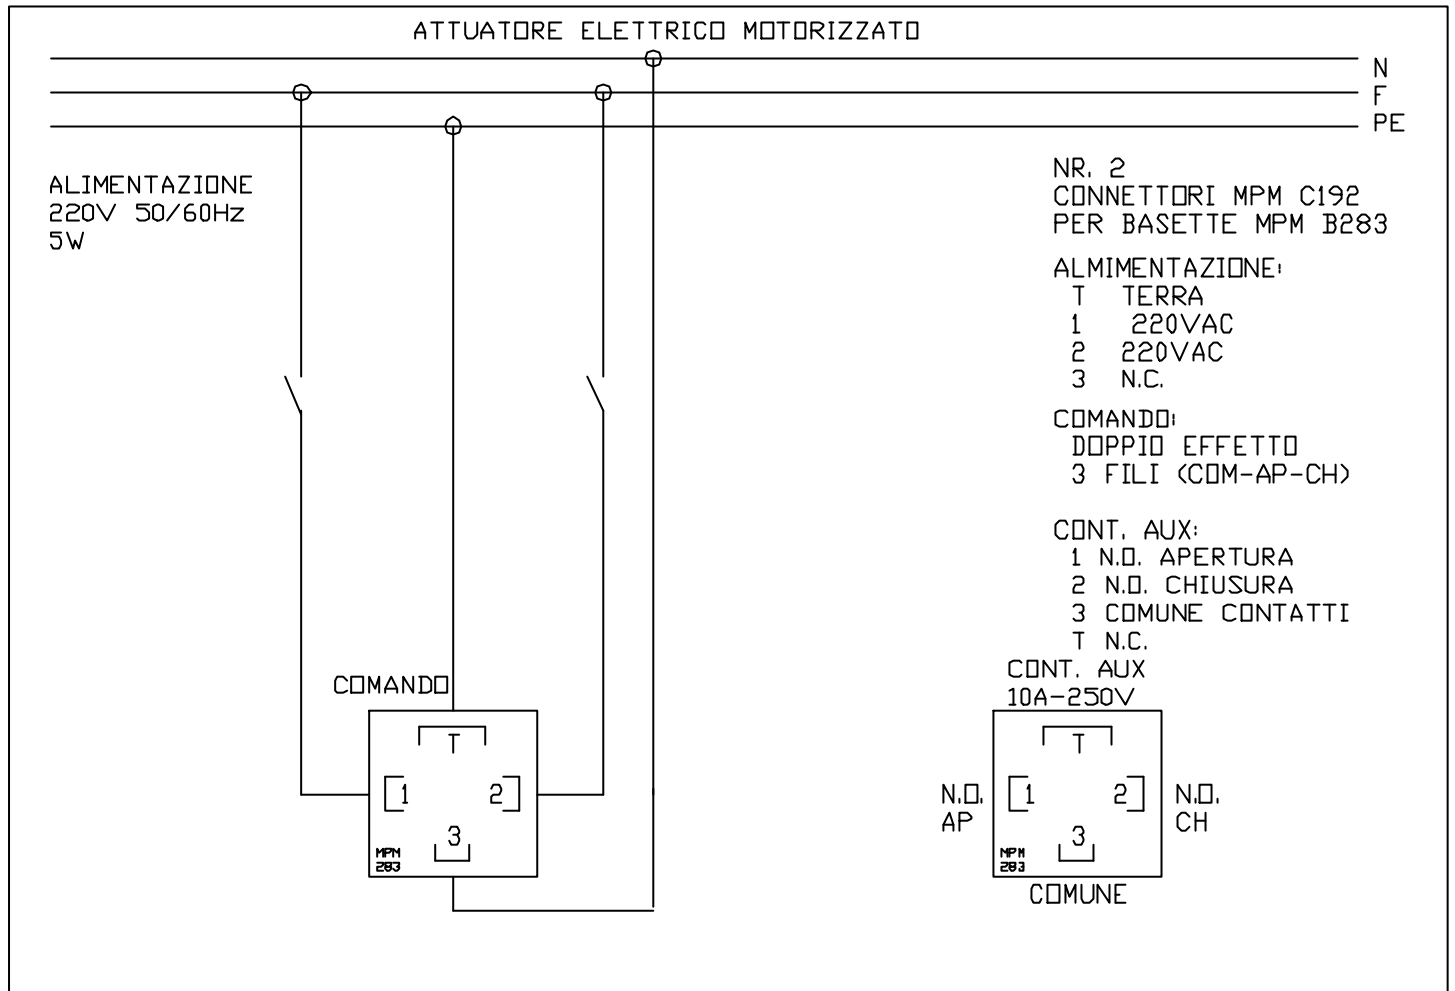 ATTUATORE ELETTRICO MOTORIZZATO
N
F
PE
ALIMENTAZIONE
220V 50/60Hz
5W
NR. 2
CONNETTORI MPM C192
PER BASETTE MPM B283
ALMIMENTAZIONE:
T TERRA
1 220VAC
2 220VAC
3 N.C.
COMANDO:
DOPPIO EFFETTO
3 FILI (COM-AP-CH)
CONT. AUX:
1 N.O. APERTURA
2 N.O. CHIUSURA
3 COMUNE CONTATTI
T N.C.
COMANDO
T
1 2
3
MPM
283
CONT. AUX
10A-250V
T
N.O. 1 2 N.O.
AP CH
3
MPM
283
COMUNE